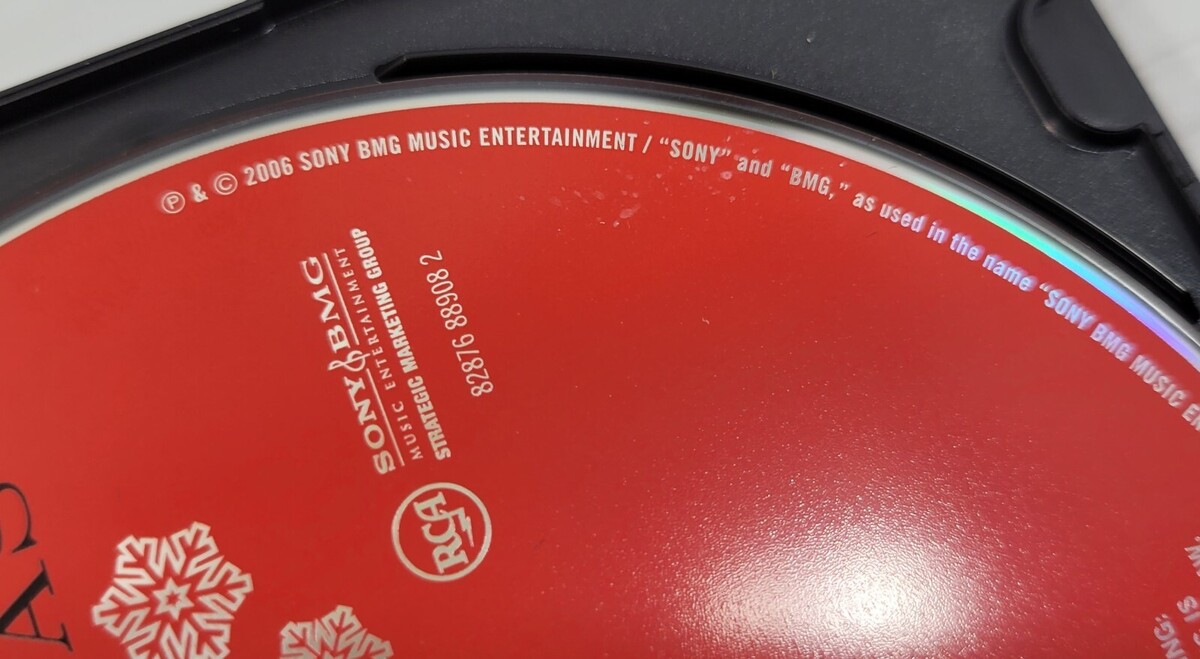 ℗ & © 2006 SONY BMG MUSIC ENTERTAINMENT / “SONY” and “BMG,” as used in the name “SONY BMG MUSIC
SONY BMG
MUSIC ENTERTAINMENT
STRATEGIC MARKETING GROUP
82876 88908 2
RCA
AS